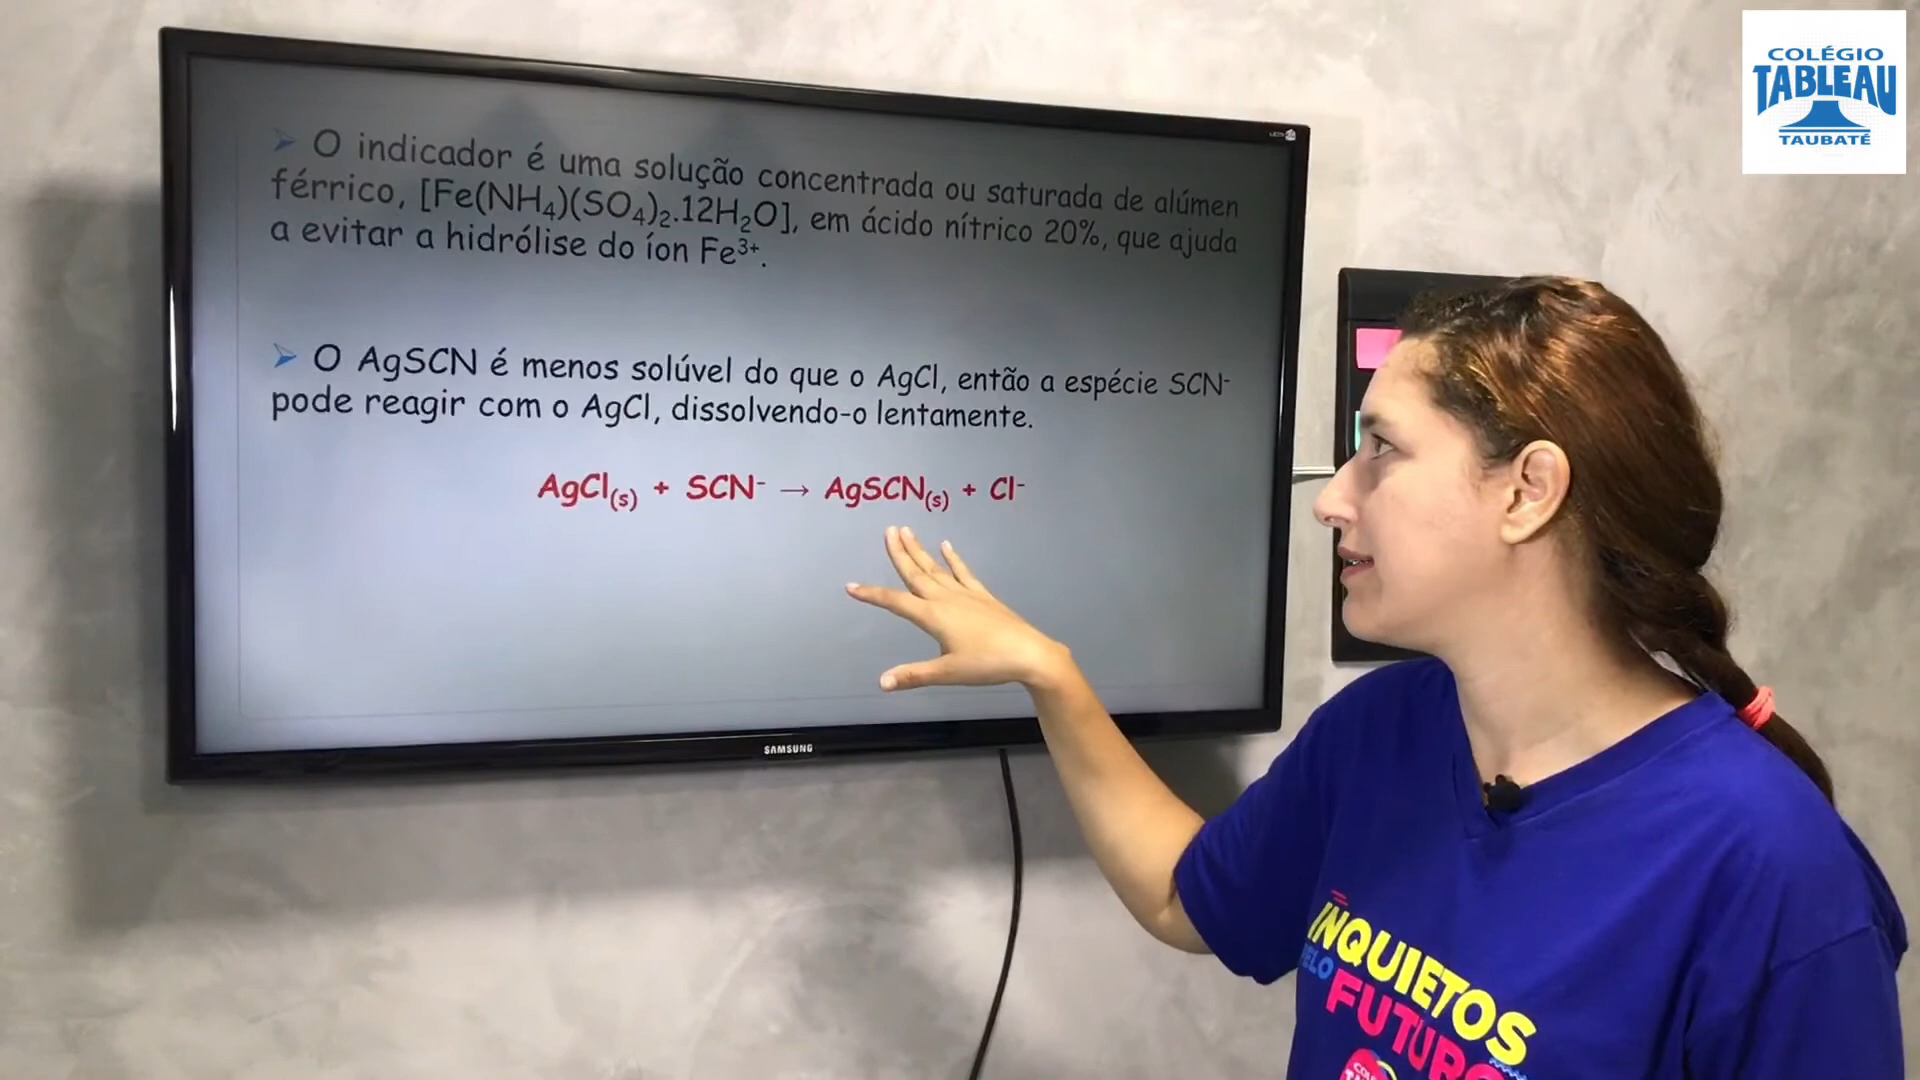 COLÉGIO
TABLEAU
TAUBATÉ
➢ O indicador é uma solução concentrada ou saturada de alúmen
férrico, [Fe(NH₄)(SO₄)₂.12H₂O], em ácido nítrico 20%, que ajuda
a evitar a hidrólise do íon Fe³⁺.
➢ O AgSCN é menos solúvel do que o AgCl, então a espécie SCN⁻
pode reagir com o AgCl, dissolvendo-o lentamente.
AgCl₍s₎ + SCN⁻ → AgSCN₍s₎ + Cl⁻
SAMSUNG
INQUIETOS
PELO
FUTURO